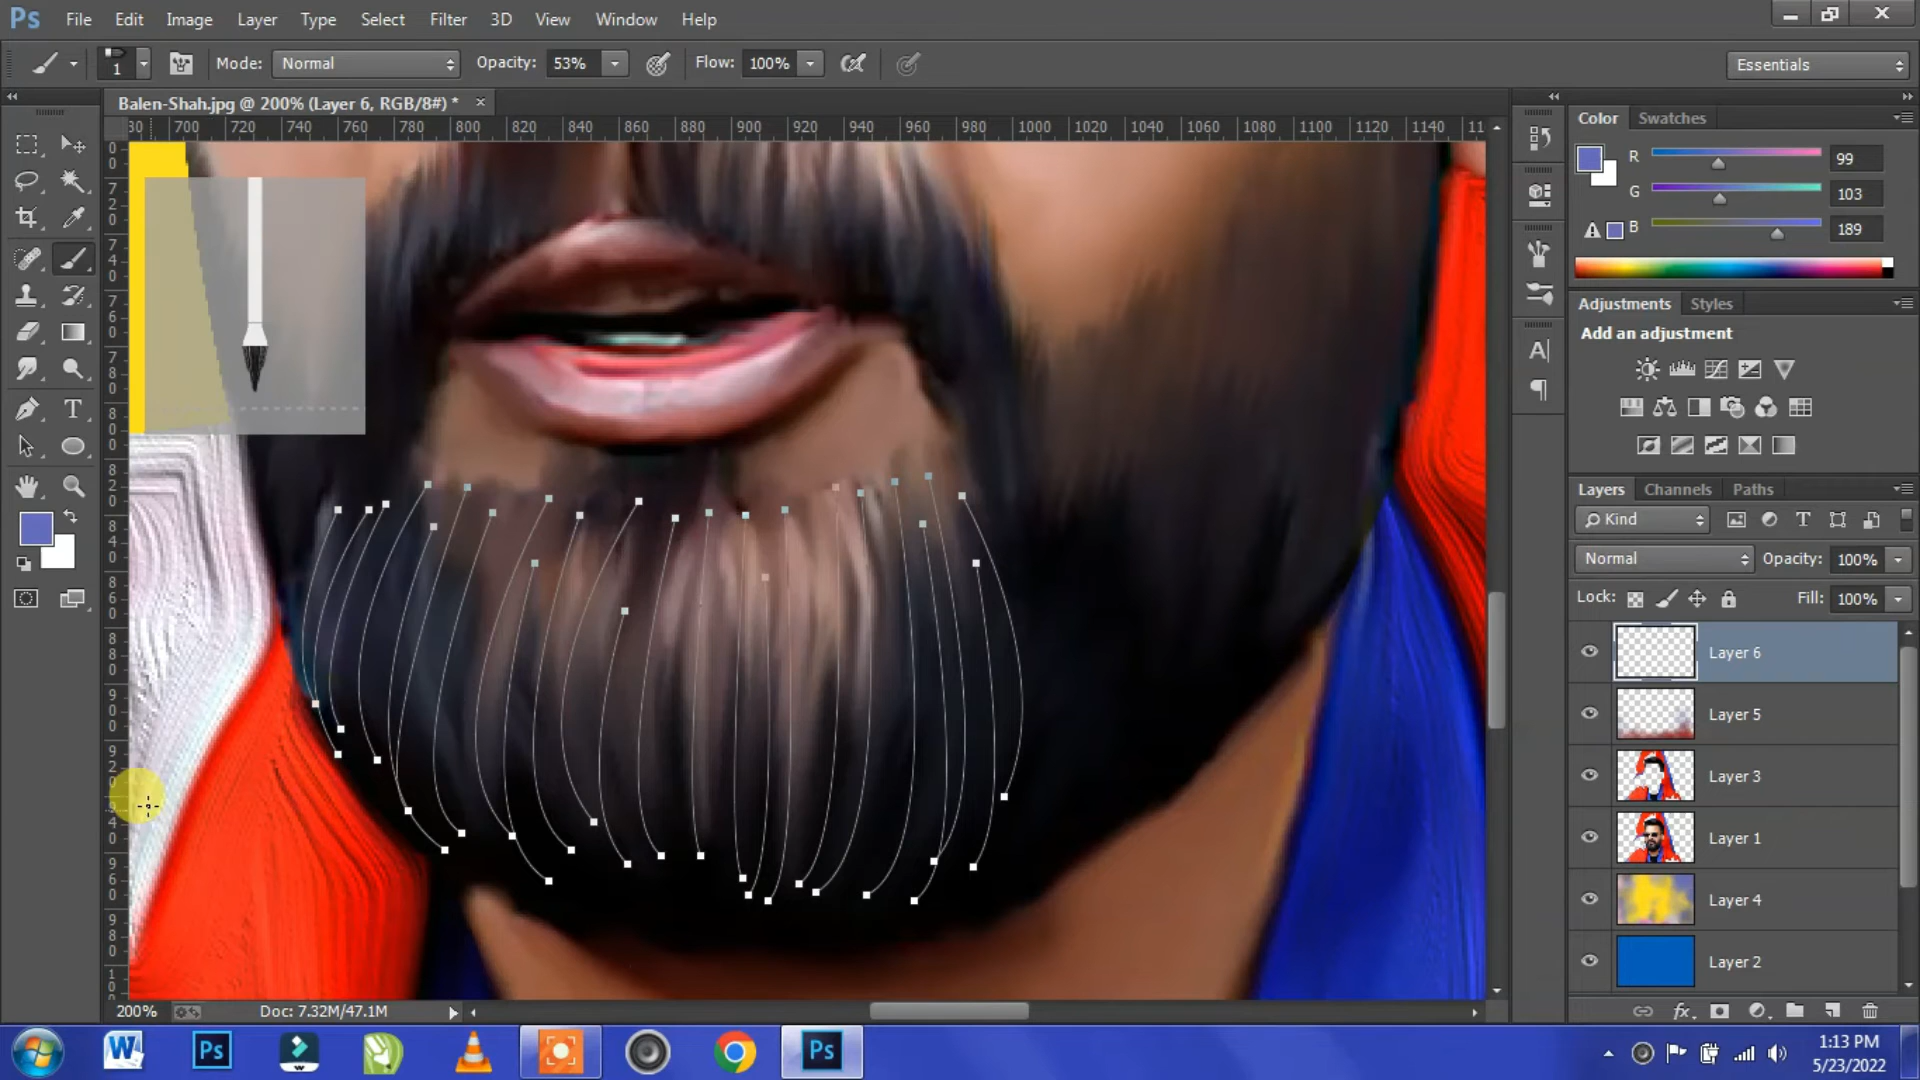 Ps File Edit Image Layer Type Select Filter 3D View Window Help
1 Mode: Normal Opacity: 53% Flow: 100% Essentials
Balen-Shah.jpg @ 200% (Layer 6, RGB/8#) * ×
700 720 740 760 780 800 820 840 860 880 900 920 940 960 980 1000 1020 1040 1060 1080 1100 1120 1140 11
Color Swatches
R 99
G 103
B 189
Adjustments Styles
Add an adjustment
Layers Channels Paths
Kind
Normal Opacity: 100%
Lock: Fill: 100%
Layer 6
Layer 5
Layer 3
Layer 1
Layer 4
Layer 2
200% Doc: 7.32M/47.1M
1:13 PM
5/23/2022